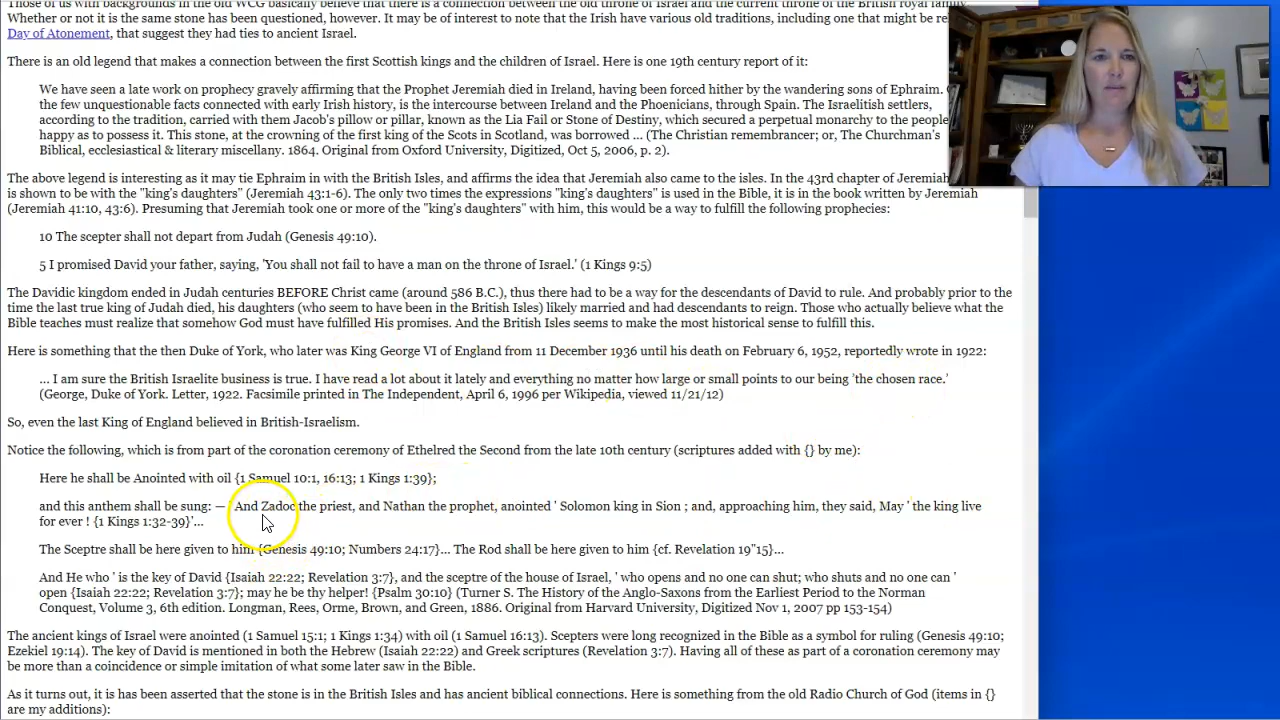 Those of us with backgrounds in the old WCG basically believe that there is a connection between the old throne of Israel and the current throne of the British royal family.
Whether or not it is the same stone has been questioned, however. It may be of interest to note that the Irish have various old traditions, including one that might be re
Day of Atonement, that suggest they had ties to ancient Israel.
There is an old legend that makes a connection between the first Scottish kings and the children of Israel. Here is one 19th century report of it:
We have seen a late work on prophecy gravely affirming that the Prophet Jeremiah died in Ireland, having been forced hither by the wandering sons of Ephraim.
the few unquestionable facts connected with early Irish history, is the intercourse between Ireland and the Phoenicians, through Spain. The Israelitish settlers,
according to the tradition, carried with them Jacob's pillow or pillar, known as the Lia Fail or Stone of Destiny, which secured a perpetual monarchy to the people
happy as to possess it. This stone, at the crowning of the first king of the Scots in Scotland, was borrowed ... (The Christian remembrancer; or, The Churchman's
Biblical, ecclesiastical & literary miscellany. 1864. Original from Oxford University, Digitized, Oct 5, 2006, p. 2).
The above legend is interesting as it may tie Ephraim in with the British Isles, and affirms the idea that Jeremiah also came to the isles. In the 43rd chapter of Jeremiah
is shown to be with the "king's daughters" (Jeremiah 43:1-6). The only two times the expressions "king's daughters" is used in the Bible, it is in the book written by Jeremiah
(Jeremiah 41:10, 43:6). Presuming that Jeremiah took one or more of the "king's daughters" with him, this would be a way to fulfill the following prophecies:
10 The scepter shall not depart from Judah (Genesis 49:10).
5 I promised David your father, saying, 'You shall not fail to have a man on the throne of Israel.' (1 Kings 9:5)
The Davidic kingdom ended in Judah centuries BEFORE Christ came (around 586 B.C.), thus there had to be a way for the descendants of David to rule. And probably prior to the
time the last true king of Judah died, his daughters (who seem to have been in the British Isles) likely married and had descendants to reign. Those who actually believe what the
Bible teaches must realize that somehow God must have fulfilled His promises. And the British Isles seems to make the most historical sense to fulfill this.
Here is something that the then Duke of York, who later was King George VI of England from 11 December 1936 until his death on February 6, 1952, reportedly wrote in 1922:
... I am sure the British Israelite business is true. I have read a lot about it lately and everything no matter how large or small points to our being 'the chosen race.'
(George, Duke of York. Letter, 1922. Facsimile printed in The Independent, April 6, 1996 per Wikipedia, viewed 11/21/12)
So, even the last King of England believed in British-Israelism.
Notice the following, which is from part of the coronation ceremony of Ethelred the Second from the late 10th century (scriptures added with {} by me):
Here he shall be Anointed with oil {1 Samuel 10:1, 16:13; 1 Kings 1:39};
and this anthem shall be sung: — ' And Zadoc the priest, and Nathan the prophet, anointed ' Solomon king in Sion ; and, approaching him, they said, May ' the king live
for ever ! {1 Kings 1:32-39}'...
The Sceptre shall be here given to him {Genesis 49:10; Numbers 24:17}... The Rod shall be here given to him {cf. Revelation 19"15}...
And He who ' is the key of David {Isaiah 22:22; Revelation 3:7}, and the sceptre of the house of Israel, ' who opens and no one can shut; who shuts and no one can '
open {Isaiah 22:22; Revelation 3:7}; may he be thy helper! {Psalm 30:10} (Turner S. The History of the Anglo-Saxons from the Earliest Period to the Norman
Conquest, Volume 3, 6th edition. Longman, Rees, Orme, Brown, and Green, 1886. Original from Harvard University, Digitized Nov 1, 2007 pp 153-154)
The ancient kings of Israel were anointed (1 Samuel 15:1; 1 Kings 1:34) with oil (1 Samuel 16:13). Scepters were long recognized in the Bible as a symbol for ruling (Genesis 49:10;
Ezekiel 19:14). The key of David is mentioned in both the Hebrew (Isaiah 22:22) and Greek scriptures (Revelation 3:7). Having all of these as part of a coronation ceremony may
be more than a coincidence or simple imitation of what some later saw in the Bible.
As it turns out, it is has been asserted that the stone is in the British Isles and has ancient biblical connections. Here is something from the old Radio Church of God (items in {}
are my additions):